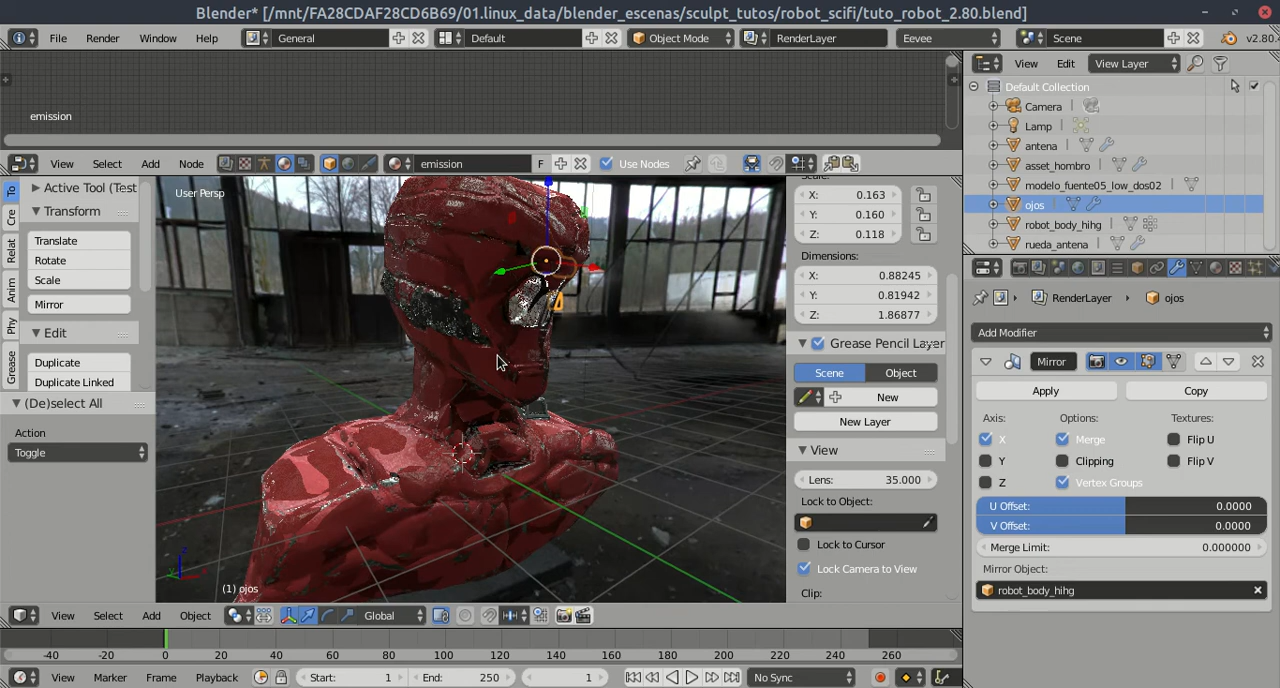 Blender* [/mnt/FA28CDAF28CD6B69/01.linux_data/blender_escenas/sculpt_tutos/robot_scifi/tuto_robot_2.80.blend]
File Render Window Help General Default Object Mode RenderLayer Eevee Scene v2.80.
emission
View Select Add Node emission F Use Nodes
View Edit View Layer
Default Collection
Camera
Lamp
antena
asset_hombro
modelo_fuente05_low_dos02
ojos
robot_body_hihg
rueda_antena
To
Cre
Relat
Anim
Phy
Grease
Active Tool (Test
Transform
Translate
Rotate
Scale
Mirror
Edit
Duplicate
Duplicate Linked
(De)select All
Action
Toggle
User Persp
(1) ojos
Scale:
X: 0.163
Y: 0.160
Z: 0.118
Dimensions:
X: 0.88245
Y: 0.81942
Z: 1.86877
Grease Pencil Layer
Scene Object
New
New Layer
View
Lens: 35.000
Lock to Object:
Lock to Cursor
Lock Camera to View
Clip:
RenderLayer ojos
Add Modifier
Mirror
Apply Copy
Axis: Options: Textures:
X Merge Flip U
Y Clipping Flip V
Z Vertex Groups
U Offset: 0.0000
V Offset: 0.0000
Merge Limit: 0.000000
Mirror Object:
robot_body_hihg
View Select Add Object Global
-40 -20 0 20 40 60 80 100 120 140 160 180 200 220 240 260
View Marker Frame Playback Start: 1 End: 250 1 No Sync